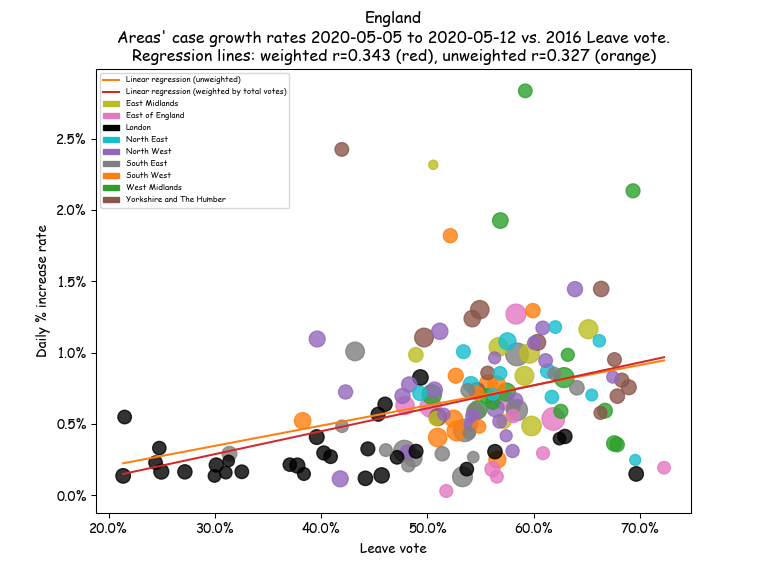 England
Areas' case growth rates 2020-05-05 to 2020-05-12 vs. 2016 Leave vote.
Regression lines: weighted r=0.343 (red), unweighted r=0.327 (orange)
Linear regression (unweighted)
Linear regression (weighted by total votes)
East Midlands
East of England
London
North East
North West
South East
South West
West Midlands
Yorkshire and The Humber
Daily % increase rate
2.5%
2.0%
1.5%
1.0%
0.5%
0.0%
20.0% 30.0% 40.0% 50.0% 60.0% 70.0%
Leave vote